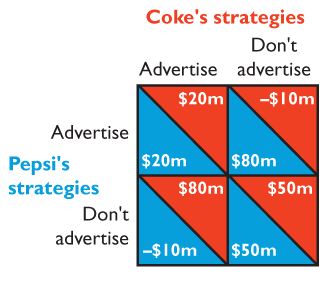 Coke's strategies
Don't
Advertise advertise
$20m –$10m
Advertise
$20m $80m
Pepsi's
strategies
$80m $50m
Don't
advertise
–$10m $50m